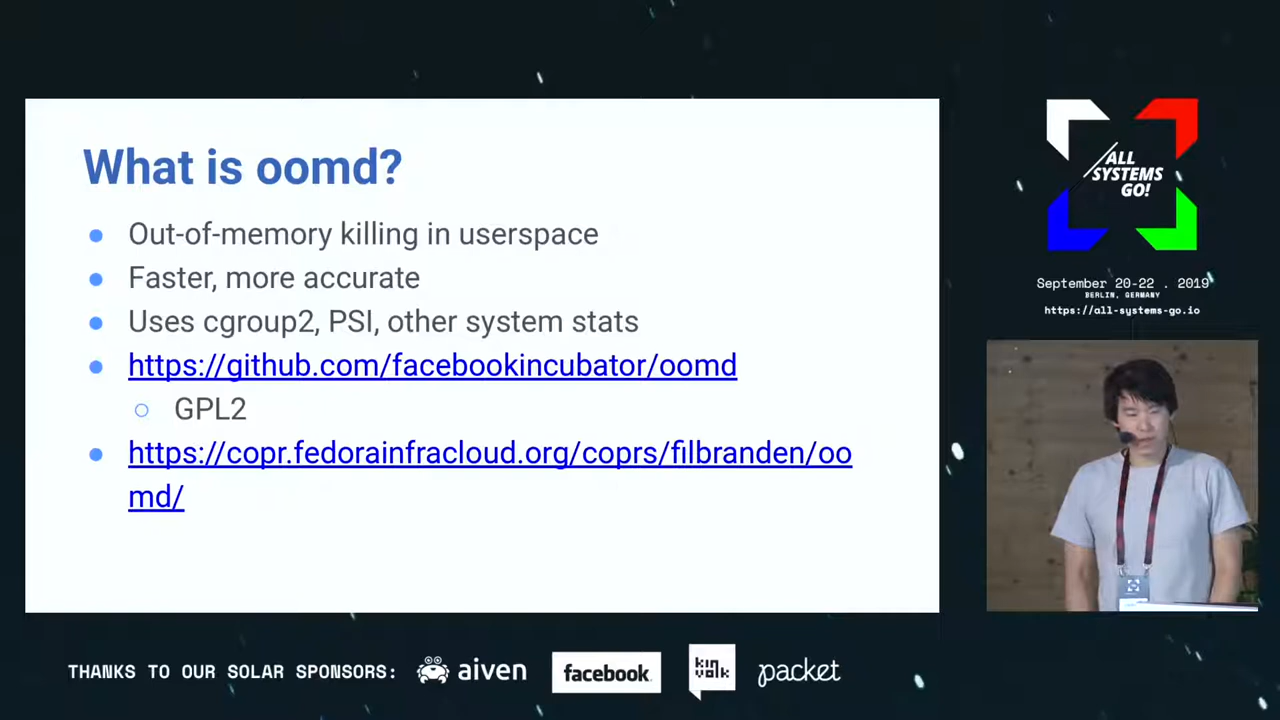 What is oomd?
Out-of-memory killing in userspace
Faster, more accurate
Uses cgroup2, PSI, other system stats
https://github.com/facebookincubator/oomd
GPL2
https://copr.fedorainfracloud.org/coprs/filbranden/oo
md/
ALL
SYSTEMS
GO!
September 20-22 . 2019
BERLIN, GERMANY
https://all-systems-go.io
THANKS TO OUR SOLAR SPONSORS:
aiven
facebook
kinvolk
packet